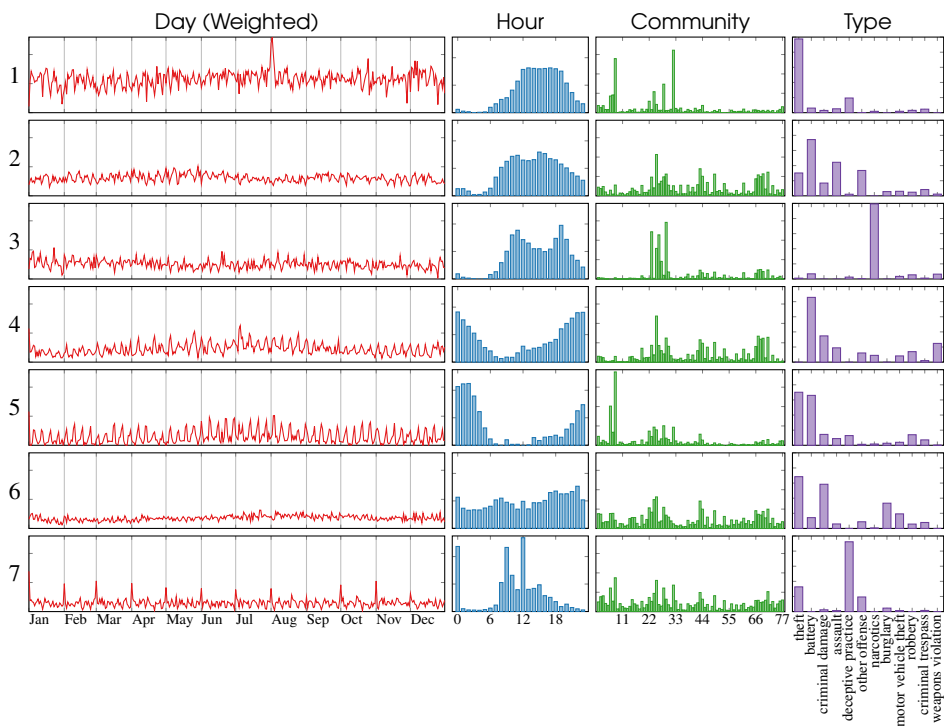 Day (Weighted) Hour Community Type
1
2
3
4
5
6
7
Jan Feb Mar Apr May Jun Jul Aug Sep Oct Nov Dec
0 6 12 18
11 22 33 44 55 66 77
theft
battery
criminal damage
assault
deceptive practice
other offense
narcotics
burglary
motor vehicle theft
robbery
criminal trespass
weapons violation